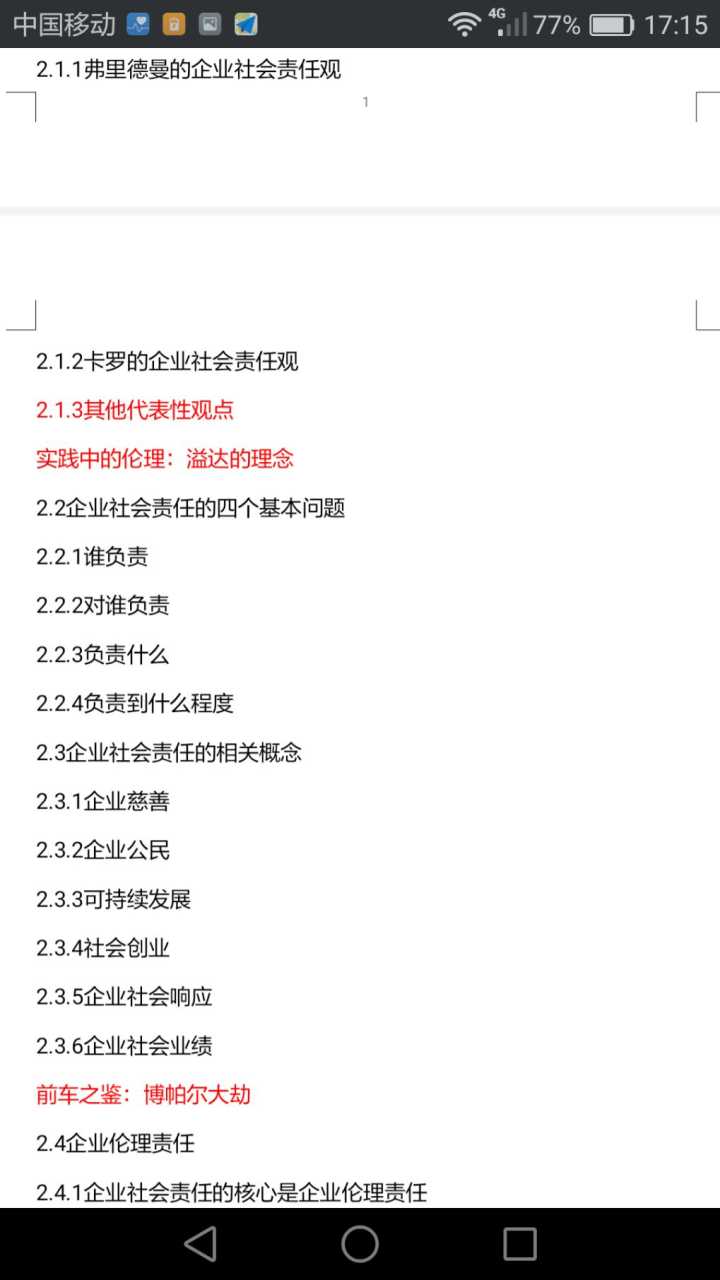 中国移动 4G 77% 17:15
2.1.1弗里德曼的企业社会责任观
1
2.1.2卡罗的企业社会责任观
2.1.3其他代表性观点
实践中的伦理：溢达的理念
2.2企业社会责任的四个基本问题
2.2.1谁负责
2.2.2对谁负责
2.2.3负责什么
2.2.4负责到什么程度
2.3企业社会责任的相关概念
2.3.1企业慈善
2.3.2企业公民
2.3.3可持续发展
2.3.4社会创业
2.3.5企业社会响应
2.3.6企业社会业绩
前车之鉴：博帕尔大劫
2.4企业伦理责任
2.4.1企业社会责任的核心是企业伦理责任